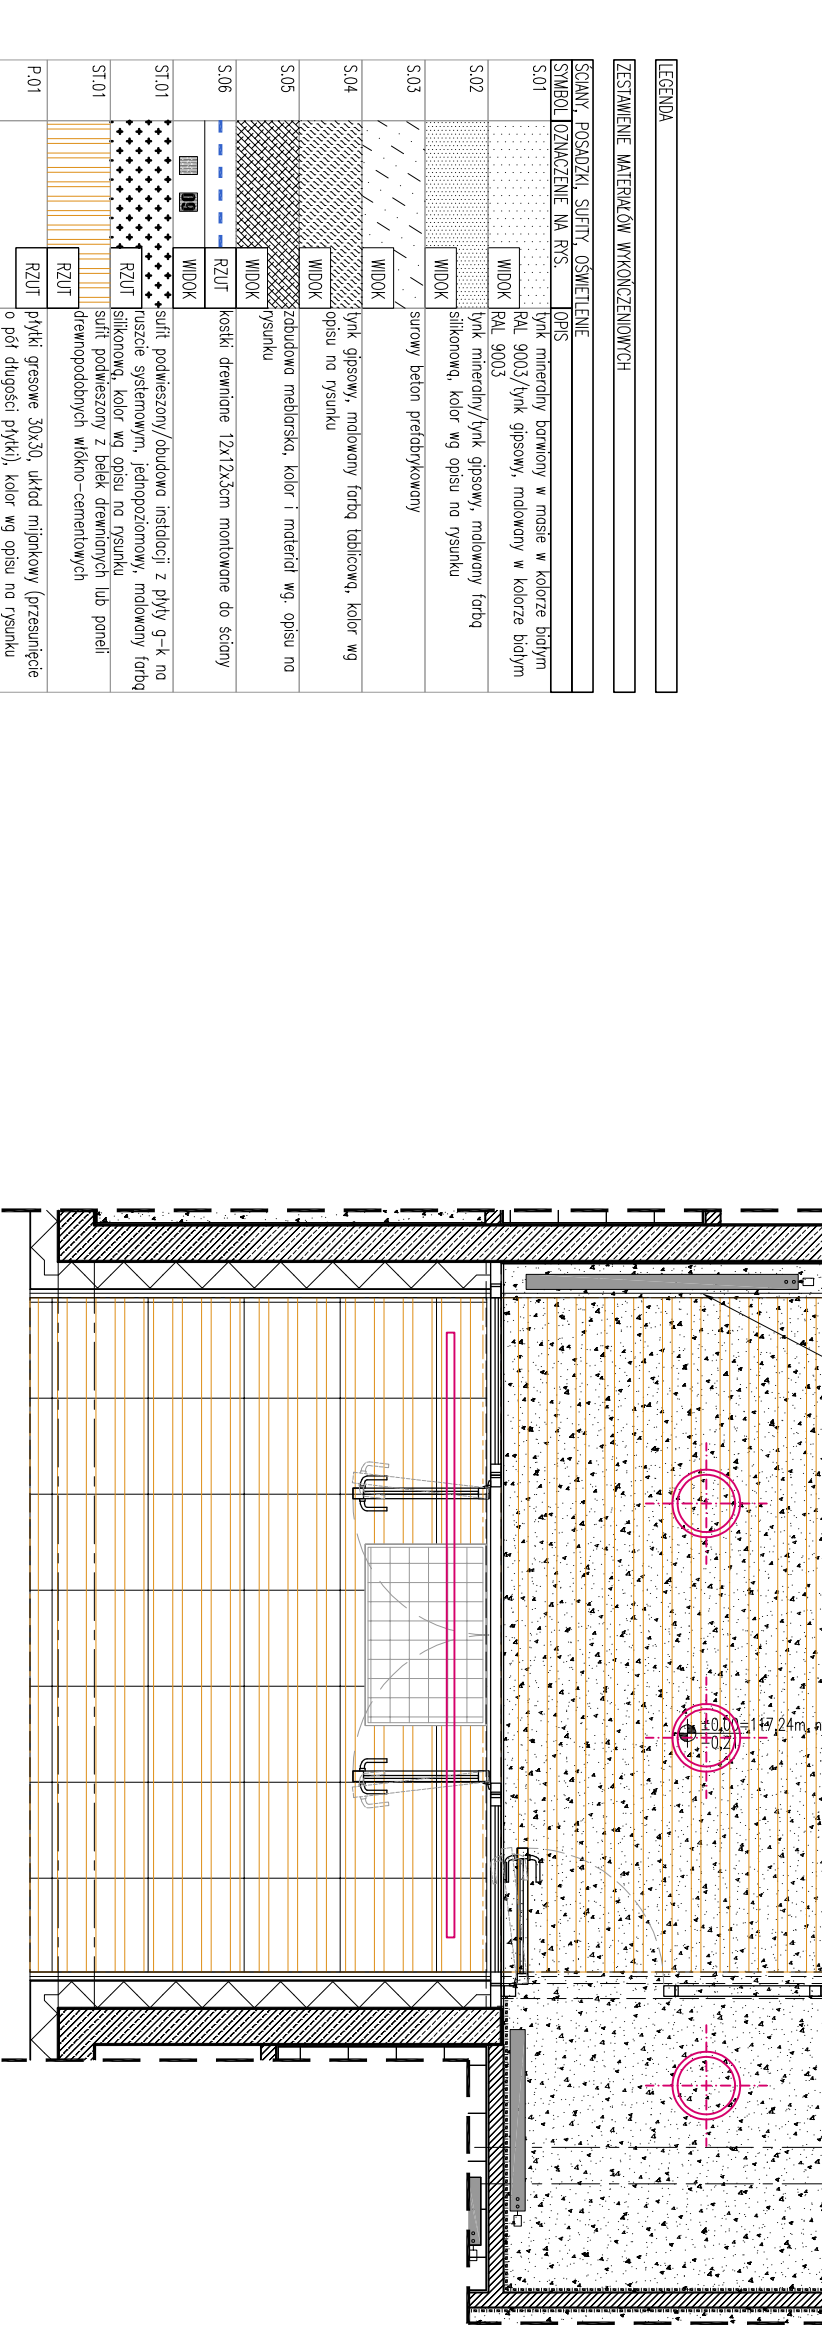 LEGENDA
ZESTAWIENIE MATERIAŁÓW WYKOŃCZENIOWYCH
ŚCIANY, POSADZKI, SUFITY, OŚWIETLENIE
SYMBOL OZNACZENIE NA RYS. OPIS
S.01 WIDOK
tynk mineralny barwiony w masie w kolorze białym
RAL 9003/tynk gipsowy, malowany w kolorze białym
RAL 9003
S.02 WIDOK
tynk mineralny/tynk gipsowy, malowany farbą
silikonową, kolor wg opisu na rysunku
S.03 WIDOK
surowy beton prefabrykowany
S.04 WIDOK
tynk gipsowy, malowany farbą tablicową, kolor wg
opisu na rysunku
S.05 WIDOK
zabudowa meblarska, kolor i materiał wg. opisu na
rysunku
S.06 RZUT
kostki drewniane 12x12x3cm montowane do ściany
09 WIDOK
ST.01 RZUT
sufit podwieszony/obudowa instalacji z płyty g-k na
ruszcie systemowym, jednopoziomowy, malowany farbą
silikonową, kolor wg opisu na rysunku
ST.01 RZUT
sufit podwieszony z belek drewnianych lub paneli
drewnopodobnych włókno-cementowych
P.01 RZUT
płytki gresowe 30x30, układ mijankowy (przesunięcie
o pół długości płytki), kolor wg opisu na rysunku
±0,00=117,24m